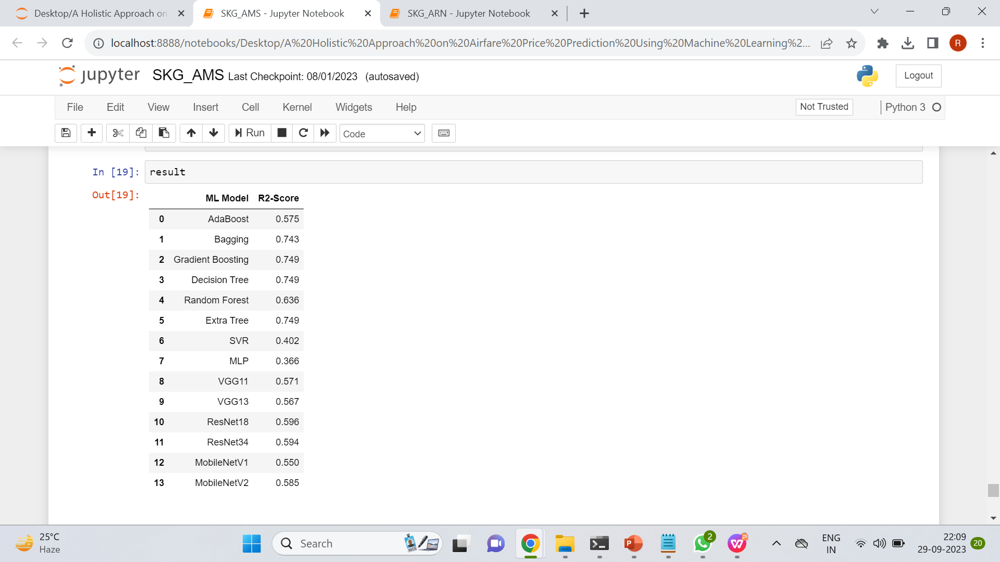 Desktop/A Holistic Approach on
SKG_AMS - Jupyter Notebook
SKG_ARN - Jupyter Notebook
localhost:8888/notebooks/Desktop/A%20Holistic%20Approach%20on%20Airfare%20Price%20Prediction%20Using%20Machine%20Learning%2...
R
jupyter SKG_AMS Last Checkpoint: 08/01/2023 (autosaved)
Logout
File Edit View Insert Cell Kernel Widgets Help
Not Trusted
Python 3
Run
Code
In [19]: result
Out[19]:
ML Model R2-Score
0 AdaBoost 0.575
1 Bagging 0.743
2 Gradient Boosting 0.749
3 Decision Tree 0.749
4 Random Forest 0.636
5 Extra Tree 0.749
6 SVR 0.402
7 MLP 0.366
8 VGG11 0.571
9 VGG13 0.567
10 ResNet18 0.596
11 ResNet34 0.594
12 MobileNetV1 0.550
13 MobileNetV2 0.585
25°C
Haze
Search
P
2
P
ENG
IN
22:09
29-09-2023
20